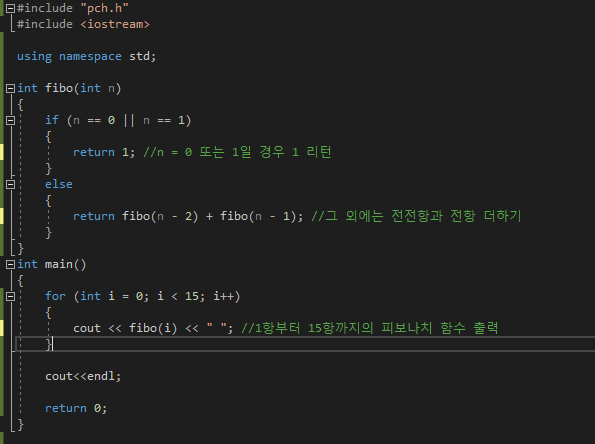 #include "pch.h"
#include <iostream>
using namespace std;
int fibo(int n)
{
if (n == 0 || n == 1)
{
return 1; //n = 0 또는 1일 경우 1 리턴
}
else
{
return fibo(n - 2) + fibo(n - 1); //그 외에는 전전항과 전항 더하기
}
}
int main()
{
for (int i = 0; i < 15; i++)
{
cout << fibo(i) << " "; //1항부터 15항까지의 피보나치 함수 출력
}
cout<<endl;
return 0;
}